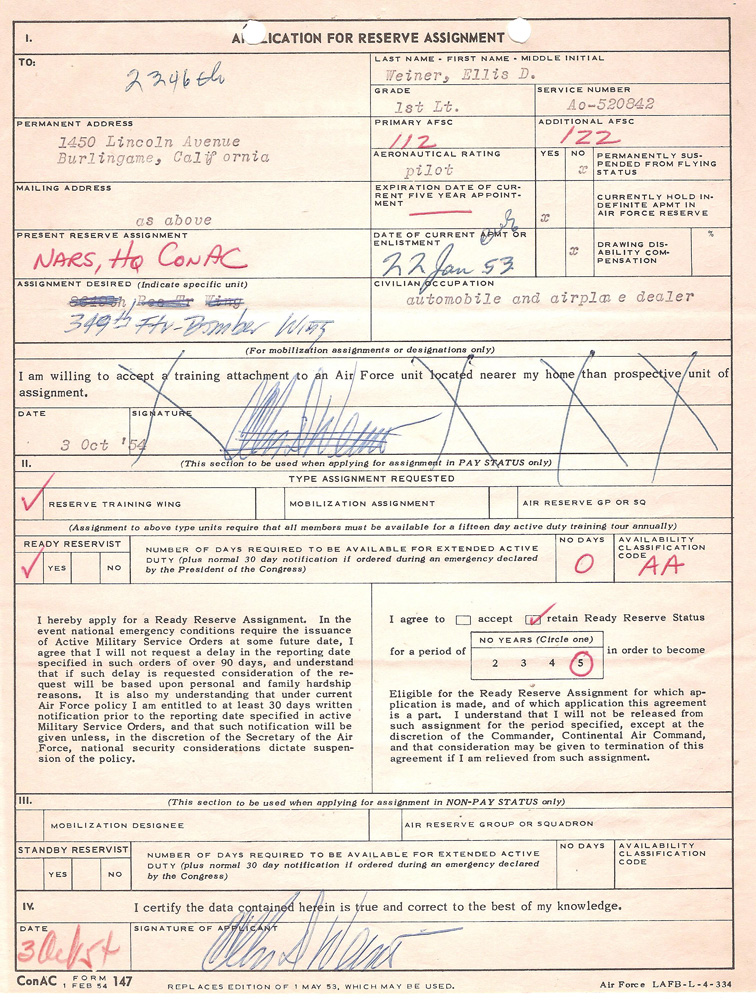 I.
APPLICATION FOR RESERVE ASSIGNMENT
TO:
2346th
LAST NAME - FIRST NAME - MIDDLE INITIAL
Weiner, Ellis D.
GRADE
1st Lt.
SERVICE NUMBER
Ao-520842
PERMANENT ADDRESS
1450 Lincoln Avenue
Burlingame, California
PRIMARY AFSC
112
ADDITIONAL AFSC
122
AERONAUTICAL RATING
pilot
YES
NO
x
PERMANENTLY SUS-
PENDED FROM FLYING
STATUS
MAILING ADDRESS
as above
EXPIRATION DATE OF CUR-
RENT FIVE YEAR APPOINT-
MENT
x
CURRENTLY HOLD IN-
DEFINITE APMT IN
AIR FORCE RESERVE
PRESENT RESERVE ASSIGNMENT
NARS, HQ CONAC
DATE OF CURRENT APMT OR
ENLISTMENT
22 Jan 53
x
DRAWING DIS-
ABILITY COM-
PENSATION
%
ASSIGNMENT DESIRED (Indicate specific unit)
Res Tr Wing
349th Ftr-Bomber Wing
CIVILIAN OCCUPATION
automobile and airplane dealer
(For mobilization assignments or designations only)
I am willing to accept a training attachment to an Air Force unit located nearer my home than prospective unit of
assignment.
DATE
3 Oct '54
SIGNATURE
II.
(This section to be used when applying for assignment in PAY STATUS only)
TYPE ASSIGNMENT REQUESTED
✓
RESERVE TRAINING WING
MOBILIZATION ASSIGNMENT
AIR RESERVE GP OR SQ
(Assignment to above type units require that all members must be available for a fifteen day active duty training tour annually)
READY RESERVIST
✓ YES
NO
NUMBER OF DAYS REQUIRED TO BE AVAILABLE FOR EXTENDED ACTIVE
DUTY (plus normal 30 day notification if ordered during an emergency declared
by the President of the Congress)
NO DAYS
0
AVAILABILITY
CLASSIFICATION
CODE
AA
I hereby apply for a Ready Reserve Assignment. In the
event national emergency conditions require the issuance
of Active Military Service Orders at some future date, I
agree that I will not request a delay in the reporting date
specified in such orders of over 90 days, and understand
that if such delay is requested consideration of the re-
quest will be based upon personal and family hardship
reasons. It is also my understanding that under current
Air Force policy I am entitled to at least 30 days written
notification prior to the reporting date specified in active
Military Service Orders, and that such notification will be
given unless, in the discretion of the Secretary of the Air
Force, national security considerations dictate suspen-
sion of the policy.
I agree to accept ✓ retain Ready Reserve Status
for a period of
NO YEARS (Circle one)
2 3 4 5
in order to become
Eligible for the Ready Reserve Assignment for which ap-
plication is made, and of which application this agreement
is a part. I understand that I will not be released from
such assignment for the period specified, except at the
discretion of the Commander, Continental Air Command,
and that consideration may be given to termination of this
agreement if I am relieved from such assignment.
III.
(This section to be used when applying for assignment in NON-PAY STATUS only)
MOBILIZATION DESIGNEE
AIR RESERVE GROUP OR SQUADRON
STANDBY RESERVIST
YES
NO
NUMBER OF DAYS REQUIRED TO BE AVAILABLE FOR EXTENDED ACTIVE
DUTY (plus normal 30 day notification if ordered during an emergency declared
by the Congress)
NO DAYS
AVAILABILITY
CLASSIFICATION
CODE
IV.
I certify the data contained herein is true and correct to the best of my knowledge.
DATE
3 Oct 54
SIGNATURE OF APPLICANT
ConAC FORM 1 FEB 54 147
REPLACES EDITION OF 1 MAY 53, WHICH MAY BE USED.
Air Force LAFB-L-4-334